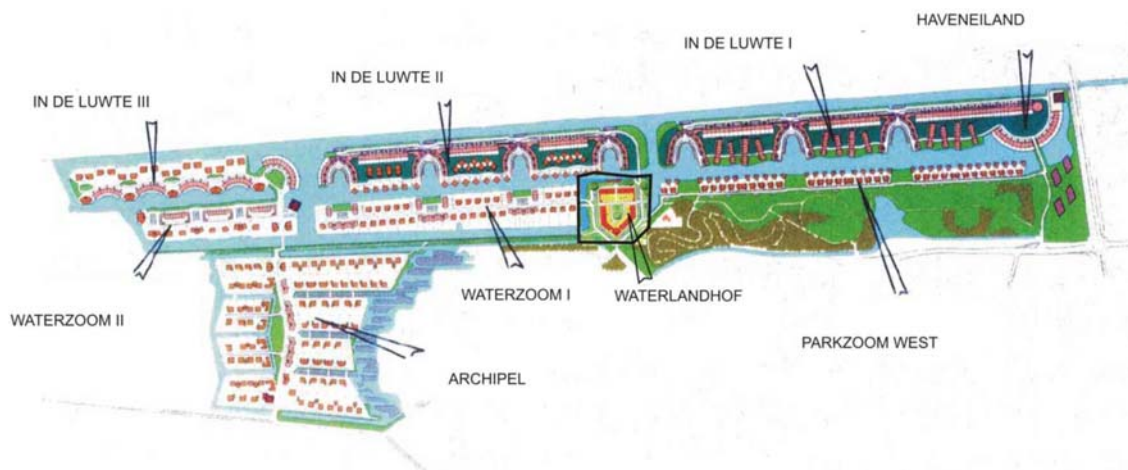 HAVENEILAND
IN DE LUWTE I
IN DE LUWTE II
IN DE LUWTE III
WATERZOOM I
WATERLANDHOF
WATERZOOM II
PARKZOOM WEST
ARCHIPEL